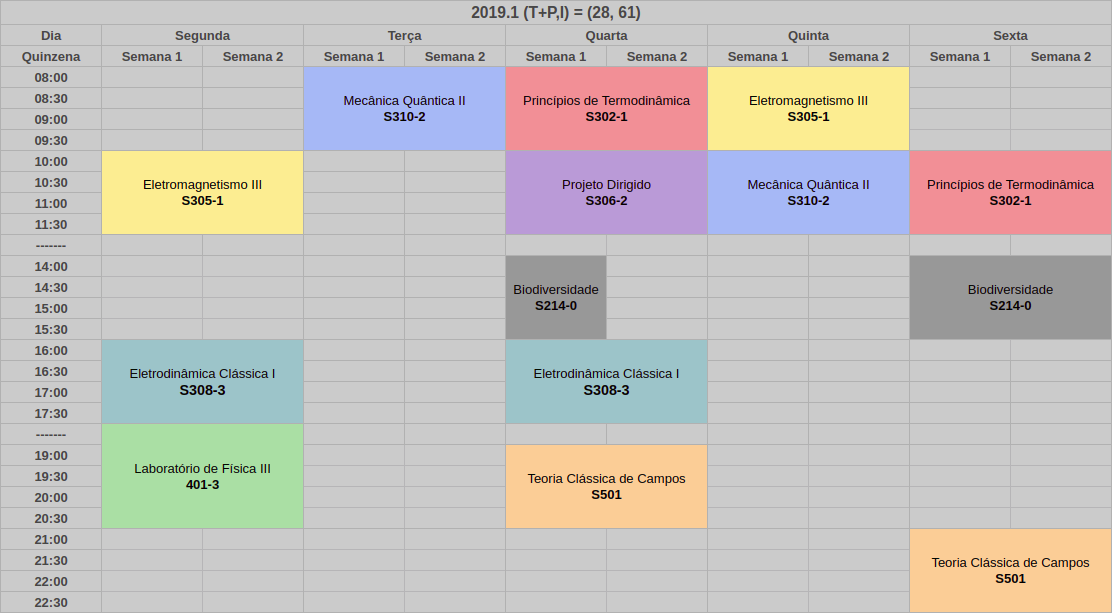 2019.1 (T+P,I) = (28, 61)
Dia Segunda Terça Quarta Quinta Sexta
Quinzena Semana 1 Semana 2 Semana 1 Semana 2 Semana 1 Semana 2 Semana 1 Semana 2 Semana 1 Semana 2
08:00
08:30 Mecânica Quântica II Princípios de Termodinâmica Eletromagnetismo III
09:00 S310-2 S302-1 S305-1
09:30
10:00
10:30 Eletromagnetismo III Projeto Dirigido Mecânica Quântica II Princípios de Termodinâmica
11:00 S305-1 S306-2 S310-2 S302-1
11:30
-------
14:00
14:30 Biodiversidade Biodiversidade
15:00 S214-0 S214-0
15:30
16:00
16:30 Eletrodinâmica Clássica I Eletrodinâmica Clássica I
17:00 S308-3 S308-3
17:30
-------
19:00 Laboratório de Física III
19:30 401-3 Teoria Clássica de Campos
20:00 S501
20:30
21:00
21:30 Teoria Clássica de Campos
22:00 S501
22:30